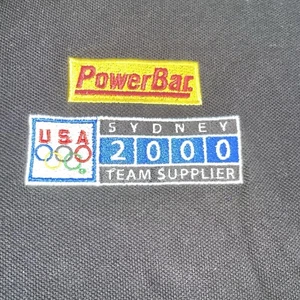 PowerBar
USA
SYDNEY
2000
TEAM SUPPLIER